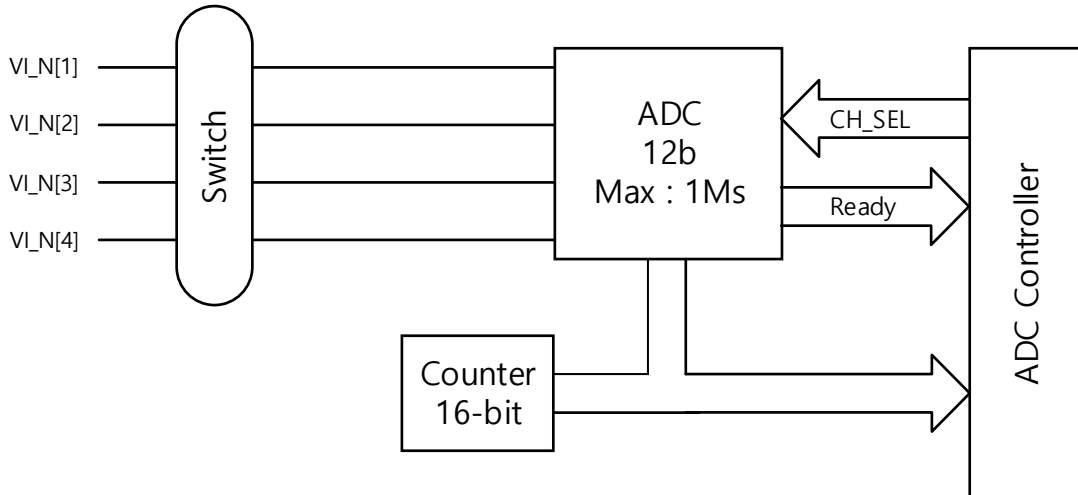 VI_N[1]
VI_N[2]
VI_N[3]
VI_N[4]
Switch
ADC
12b
Max : 1Ms
CH_SEL
Ready
Counter
16-bit
ADC Controller